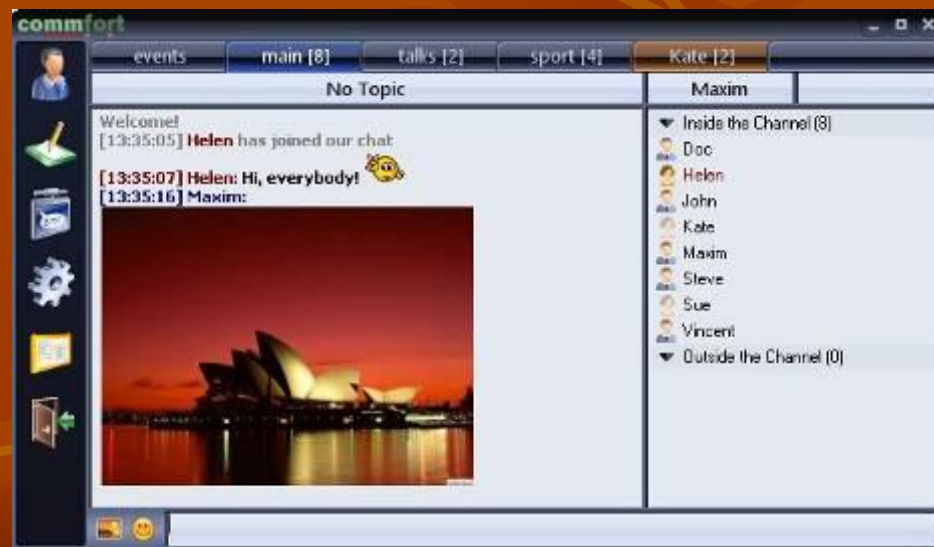 commfort
events main [8] talks [2] sport [4] Kate [2]
No Topic
Maxim
Welcome!
[13:35:05] Helen has joined our chat
[13:35:07] Helen: Hi, everybody!
[13:35:16] Maxim:
Inside the Channel (8)
Doc
Helen
John
Kate
Maxim
Steve
Sue
Vincent
Outside the Channel (0)